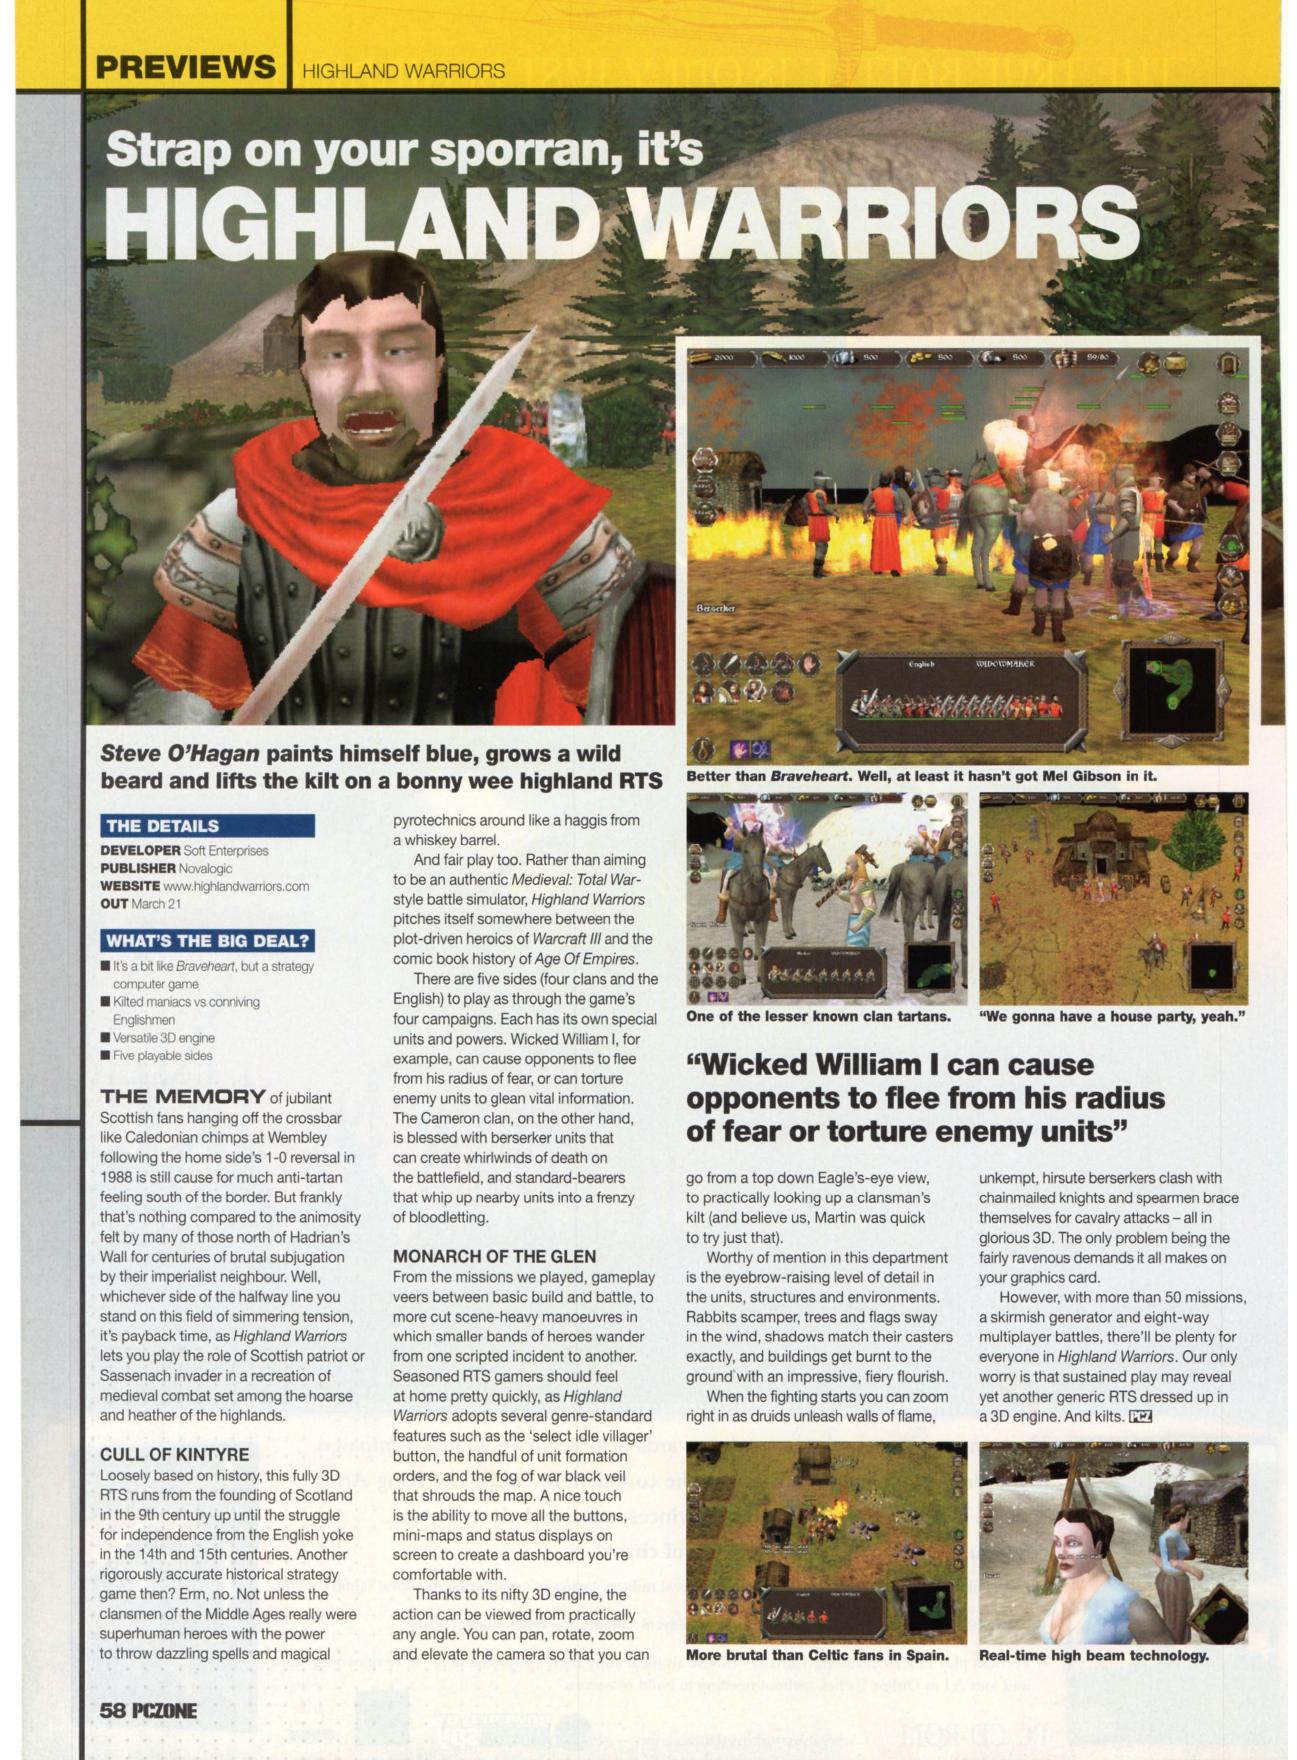 PREVIEWS
HIGHLAND WARRIORS
Strap on your sporran, it's
HIGHLAND WARRIORS
2000
1000
500
500
500
59/80
Berserker
English
WIDOWMAKER
Steve O'Hagan paints himself blue, grows a wild
beard and lifts the kilt on a bonny wee highland RTS
Better than Braveheart. Well, at least it hasn't got Mel Gibson in it.
THE DETAILS
DEVELOPER Soft Enterprises
PUBLISHER Novalogic
WEBSITE www.highlandwarriors.com
OUT March 21
WHAT'S THE BIG DEAL?
■ It's a bit like Braveheart, but a strategy
computer game
■ Kilted maniacs vs conniving
Englishmen
■ Versatile 3D engine
■ Five playable sides
THE MEMORY of jubilant
Scottish fans hanging off the crossbar
like Caledonian chimps at Wembley
following the home side's 1-0 reversal in
1988 is still cause for much anti-tartan
feeling south of the border. But frankly
that's nothing compared to the animosity
felt by many of those north of Hadrian's
Wall for centuries of brutal subjugation
by their imperialist neighbour. Well,
whichever side of the halfway line you
stand on this field of simmering tension,
it's payback time, as Highland Warriors
lets you play the role of Scottish patriot or
Sassenach invader in a recreation of
medieval combat set among the hoarse
and heather of the highlands.
CULL OF KINTYRE
Loosely based on history, this fully 3D
RTS runs from the founding of Scotland
in the 9th century up until the struggle
for independence from the English yoke
in the 14th and 15th centuries. Another
rigorously accurate historical strategy
game then? Erm, no. Not unless the
clansmen of the Middle Ages really were
superhuman heroes with the power
to throw dazzling spells and magical
pyrotechnics around like a haggis from
a whiskey barrel.
And fair play too. Rather than aiming
to be an authentic Medieval: Total War-
style battle simulator, Highland Warriors
pitches itself somewhere between the
plot-driven heroics of Warcraft III and the
comic book history of Age Of Empires.
There are five sides (four clans and the
English) to play as through the game's
four campaigns. Each has its own special
units and powers. Wicked William I, for
example, can cause opponents to flee
from his radius of fear, or can torture
enemy units to glean vital information.
The Cameron clan, on the other hand,
is blessed with berserker units that
can create whirlwinds of death on
the battlefield, and standard-bearers
that whip up nearby units into a frenzy
of bloodletting.
MONARCH OF THE GLEN
From the missions we played, gameplay
veers between basic build and battle, to
more cut scene-heavy manoeuvres in
which smaller bands of heroes wander
from one scripted incident to another.
Seasoned RTS gamers should feel
at home pretty quickly, as Highland
Warriors adopts several genre-standard
features such as the 'select idle villager'
button, the handful of unit formation
orders, and the fog of war black veil
that shrouds the map. A nice touch
is the ability to move all the buttons,
mini-maps and status displays on
screen to create a dashboard you're
comfortable with.
Thanks to its nifty 3D engine, the
action can be viewed from practically
any angle. You can pan, rotate, zoom
and elevate the camera so that you can
One of the lesser known clan tartans.
"We gonna have a house party, yeah."
"Wicked William I can cause
opponents to flee from his radius
of fear or torture enemy units"
go from a top down Eagle's-eye view,
to practically looking up a clansman's
kilt (and believe us, Martin was quick
to try just that).
Worthy of mention in this department
is the eyebrow-raising level of detail in
the units, structures and environments.
Rabbits scamper, trees and flags sway
in the wind, shadows match their casters
exactly, and buildings get burnt to the
ground with an impressive, fiery flourish.
When the fighting starts you can zoom
right in as druids unleash walls of flame,
unkempt, hirsute berserkers clash with
chainmailed knights and spearmen brace
themselves for cavalry attacks – all in
glorious 3D. The only problem being the
fairly ravenous demands it all makes on
your graphics card.
However, with more than 50 missions,
a skirmish generator and eight-way
multiplayer battles, there'll be plenty for
everyone in Highland Warriors. Our only
worry is that sustained play may reveal
yet another generic RTS dressed up in
a 3D engine. And kilts. PCZ
More brutal than Celtic fans in Spain.
Real-time high beam technology.
58 PCZONE